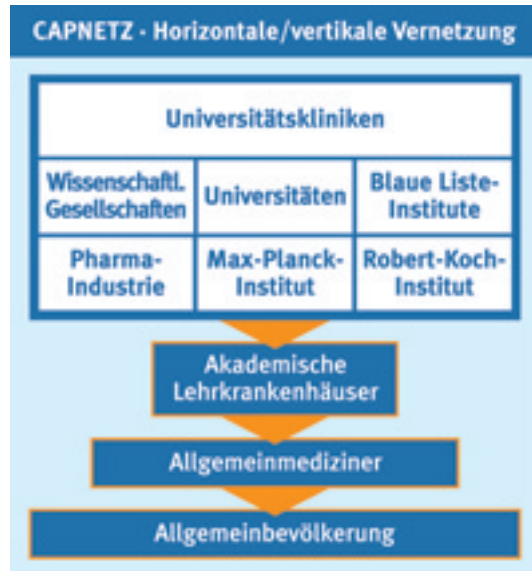 CAPNETZ - Horizontale/vertikale Vernetzung
Universitätskliniken
Wissenschaftl.
Gesellschaften
Universitäten
Blaue Liste-
Institute
Pharma-
Industrie
Max-Planck-
Institut
Robert-Koch-
Institut
Akademische
Lehrkrankenhäuser
Allgemeinmediziner
Allgemeinbevölkerung